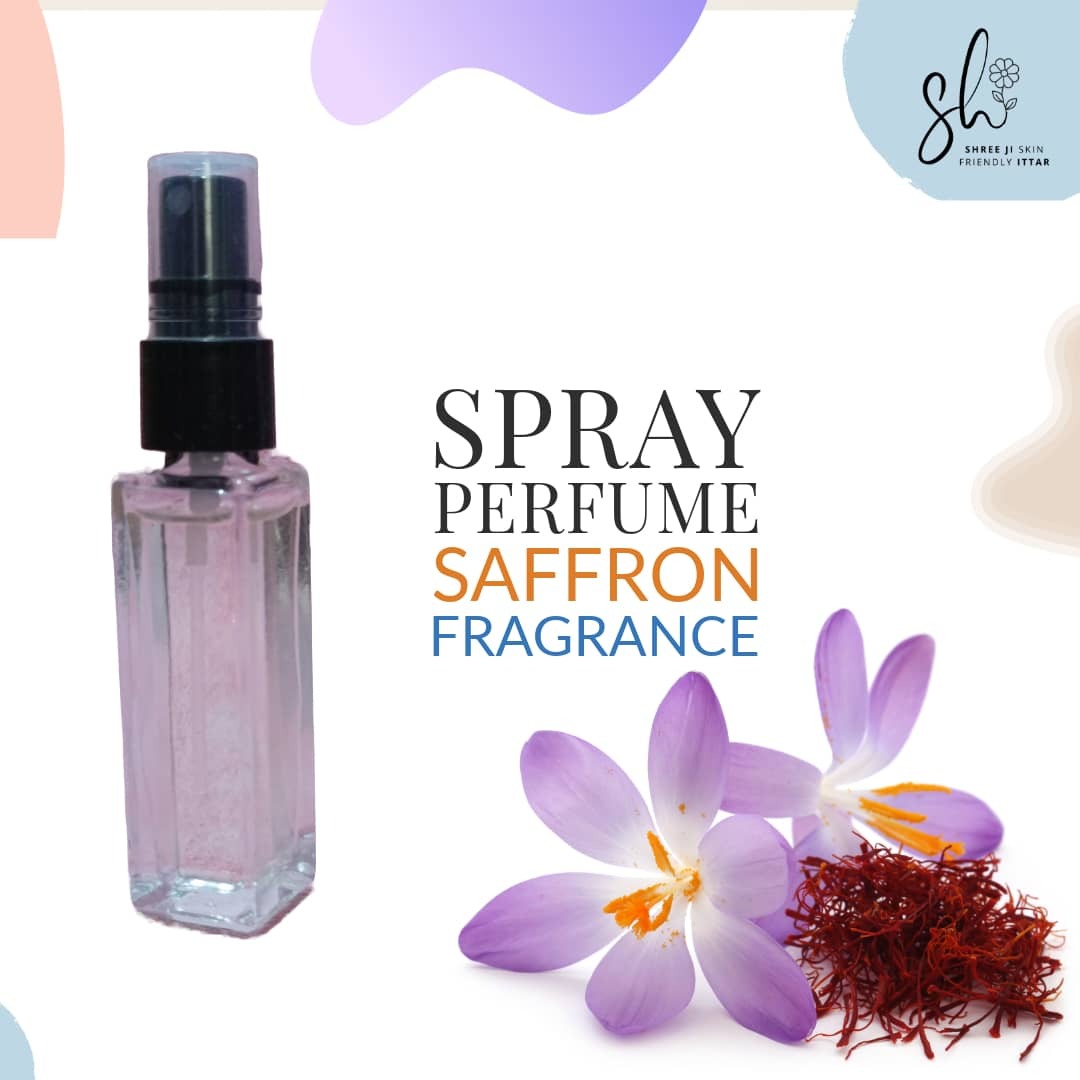 Sh
SHREE JI SKIN
FRIENDLY ITTAR
SPRAY
PERFUME
SAFFRON
FRAGRANCE